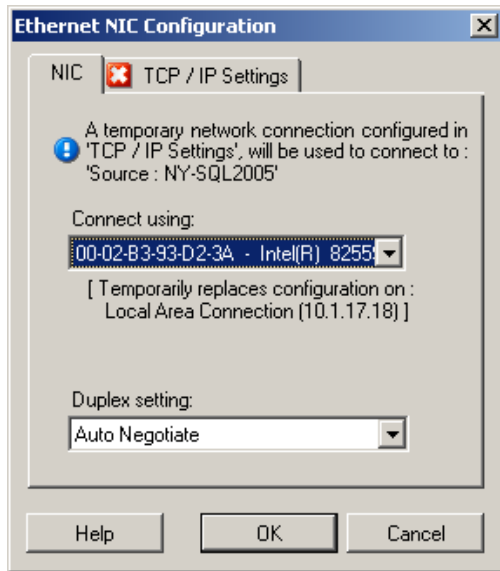 Ethernet NIC Configuration
NIC
TCP / IP Settings
A temporary network connection configured in
'TCP / IP Settings', will be used to connect to :
'Source : NY-SQL2005'
Connect using:
00-02-B3-93-D2-3A - Intel(R) 8255
[ Temporarily replaces configuration on :
Local Area Connection (10.1.17.18) ]
Duplex setting:
Auto Negotiate
Help
OK
Cancel